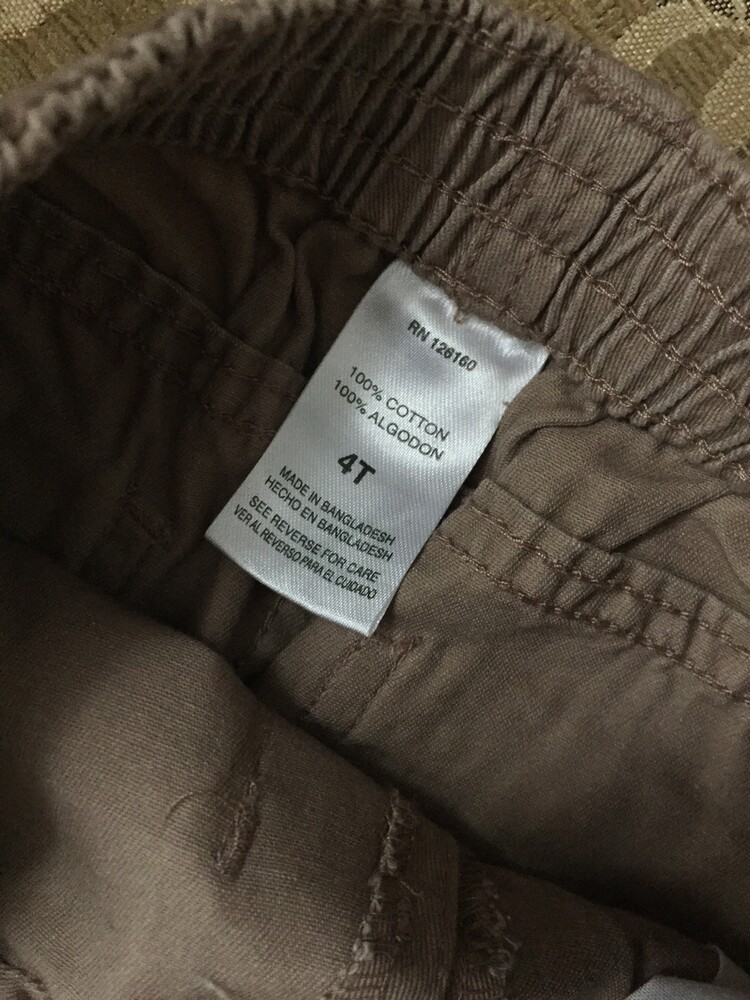 RN 126160
100% COTTON
100% ALGODON
4T
MADE IN BANGLADESH
HECHO EN BANGLADESH
SEE REVERSE FOR CARE
VER AL REVERSO PARA EL CUIDADO